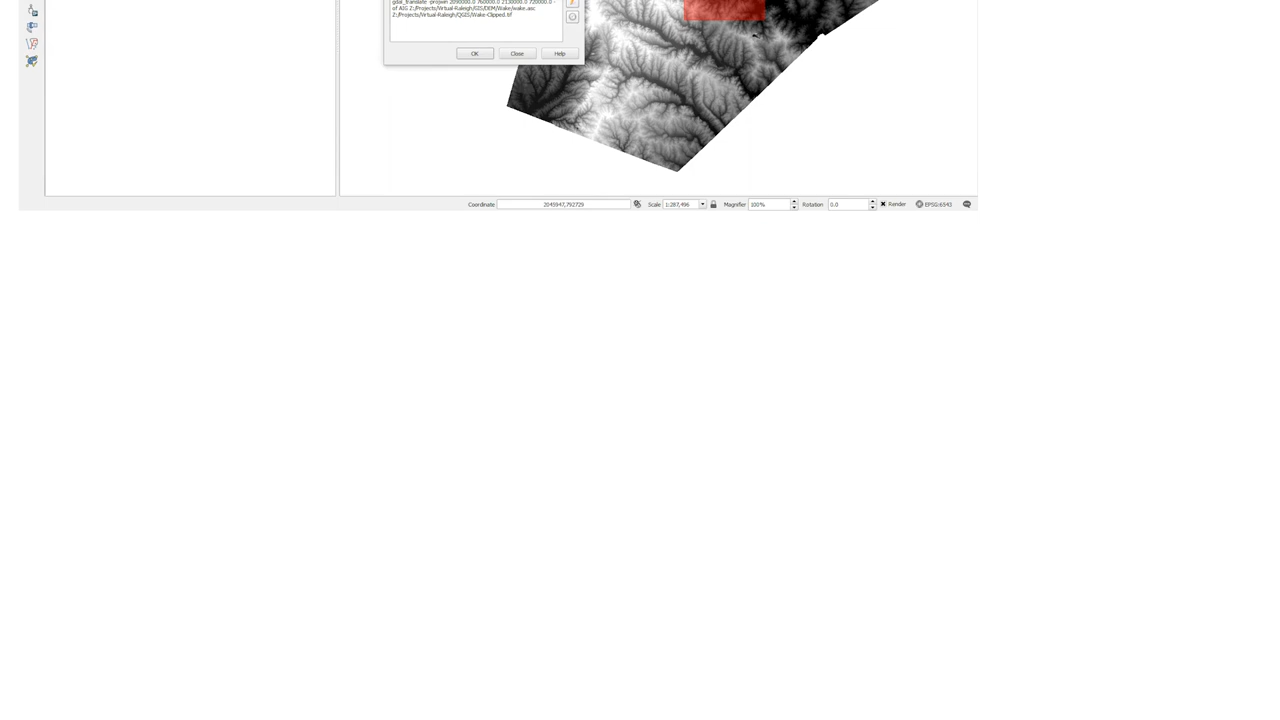 gdal_translate -projwin 2090000.0 760000.0 2130000.0 720000.0 -
of AIG Z:/Projects/Virtual-Raleigh/GIS/DEM/Wake/wake.asc
Z:/Projects/Virtual-Raleigh/QGIS/Wake-Clipped.tif
OK Close Help
Coordinate 2045947,792729 Scale 1:287,496 Magnifier 100% Rotation 0.0 Render EPSG:6543